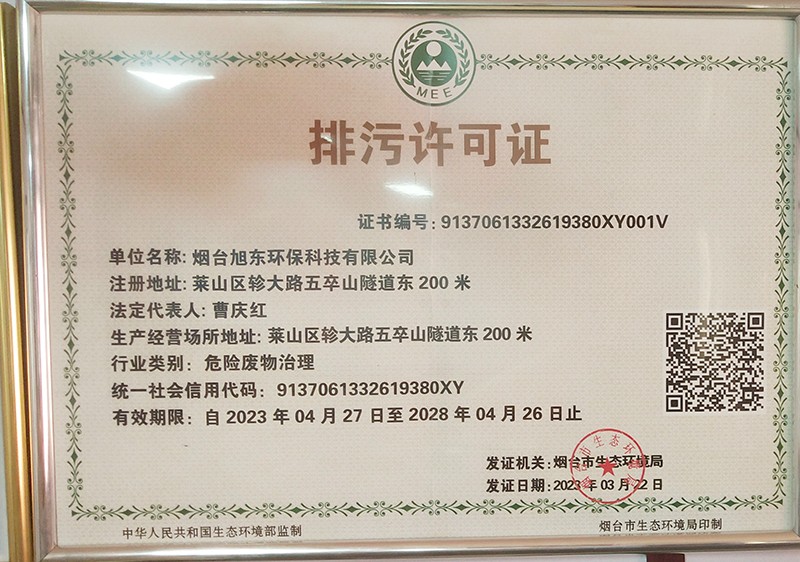 MEE
排污许可证
证书编号: 9137061332619380XY001V
单位名称: 烟台旭东环保科技有限公司
注册地址: 莱山区轸大路五卒山隧道东 200 米
法定代表人: 曹庆红
生产经营场所地址: 莱山区轸大路五卒山隧道东 200 米
行业类别: 危险废物治理
统一社会信用代码: 9137061332619380XY
有效期限: 自 2023 年 04 月 27 日至 2028 年 04 月 26 日止
发证机关: 烟台市生态环境局
发证日期: 2023 年 03 月 22 日
中华人民共和国生态环境部监制
烟台市生态环境局印制